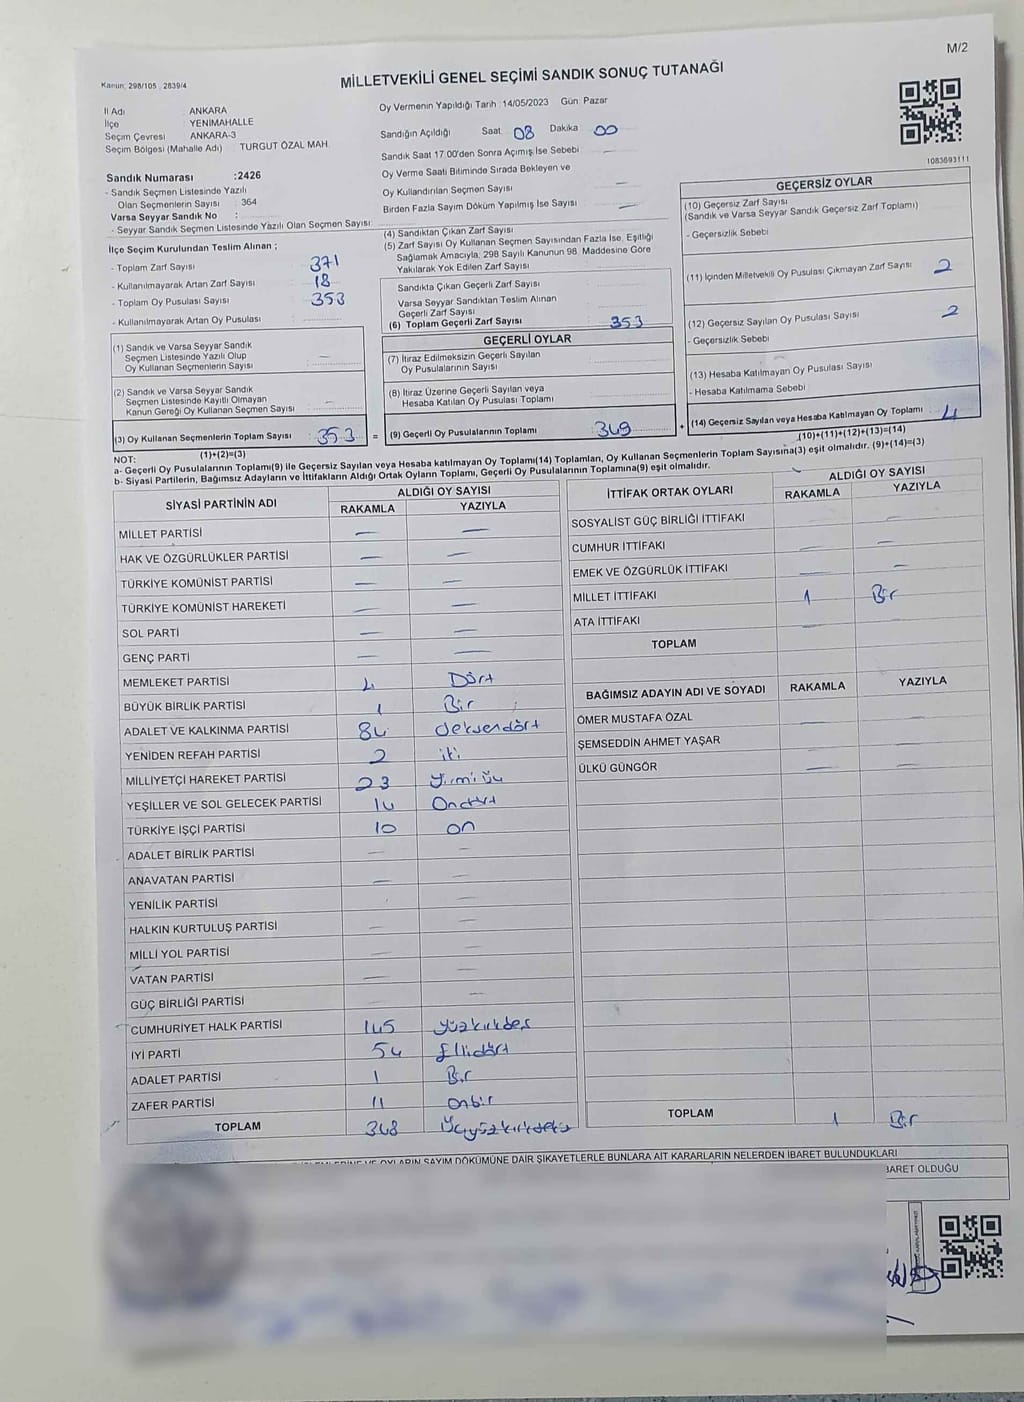 M/2
Kanun: 298/105 , 2839/4
MİLLETVEKİLİ GENEL SEÇİMİ SANDIK SONUÇ TUTANAĞI
İl Adı : ANKARA
İlçe : YENİMAHALLE
Seçim Çevresi : ANKARA-3
Seçim Bölgesi (Mahalle Adı) : TURGUT ÖZAL MAH.
Sandık Numarası :2426
- Sandık Seçmen Listesinde Yazılı
Olan Seçmenlerin Sayısı : 364
Varsa Seyyar Sandık No :
- Seyyar Sandık Seçmen Listesinde Yazılı Olan Seçmen Sayısı:
İlçe Seçim Kurulundan Teslim Alınan ;
- Toplam Zarf Sayısı : 371
- Kullanılmayarak Artan Zarf Sayısı : 18
- Toplam Oy Pusulası Sayısı : 353
- Kullanılmayarak Artan Oy Pusulası :
(1) Sandık ve Varsa Seyyar Sandık
Seçmen Listesinde Yazılı Olup
Oy Kullanan Seçmenlerin Sayısı : —
(2) Sandık ve Varsa Seyyar Sandık
Seçmen Listesinde Kayıtlı Olmayan
Kanun Gereği Oy Kullanan Seçmen Sayısı : —
(3) Oy Kullanan Seçmenlerin Toplam Sayısı : 353 =
(1)+(2)=(3)
Oy Vermenin Yapıldığı Tarih :14/05/2023 Gün: Pazar
Sandığın Açıldığı Saat 08 Dakika 00
Sandık Saat 17:00'den Sonra Açımış İse Sebebi —
Oy Verme Saati Bitiminde Sırada Bekleyen ve
Oy Kullandırılan Seçmen Sayısı —
Birden Fazla Sayım Döküm Yapılmış İse Sayısı —
(4) Sandıktan Çıkan Zarf Sayısı
(5) Zarf Sayısı Oy Kullanan Seçmen Sayısından Fazla İse, Eşitliği
Sağlamak Amacıyla; 298 Sayılı Kanunun 98. Maddesine Göre
Yakılarak Yok Edilen Zarf Sayısı
Sandıkta Çıkan Geçerli Zarf Sayısı
Varsa Seyyar Sandıktan Teslim Alınan
Geçerli Zarf Sayısı
(6) Toplam Geçerli Zarf Sayısı : 353
GEÇERLİ OYLAR
(7) İtiraz Edilmeksizin Geçerli Sayılan
Oy Pusulalarının Sayısı
(8) İtiraz Üzerine Geçerli Sayılan veya
Hesaba Katılan Oy Pusulası Toplamı
(9) Geçerli Oy Pusulalarının Toplamı : 349 +
1083693111
GEÇERSİZ OYLAR
(10) Geçersiz Zarf Sayısı
(Sandık ve Varsa Seyyar Sandık Geçersiz Zarf Toplamı)
- Geçersizlik Sebebi
(11) İçinden Milletvekili Oy Pusulası Çıkmayan Zarf Sayısı 2
(12) Geçersiz Sayılan Oy Pusulası Sayısı 2
- Geçersizlik Sebebi
(13) Hesaba Katılmayan Oy Pusulası Sayısı
- Hesaba Katılmama Sebebi
(14) Geçersiz Sayılan veya Hesaba Katılmayan Oy Toplamı : 4
(10)+(11)+(12)+(13)=(14)
NOT:
a- Geçerli Oy Pusulalarının Toplamı(9) ile Geçersiz Sayılan veya Hesaba katılmayan Oy Toplamı(14) Toplamları, Oy Kullanan Seçmenlerin Toplam Sayısına(3) eşit olmalıdır. (9)+(14)=(3)
b- Siyasi Partilerin, Bağımsız Adayların ve İttifakların Aldığı Ortak Oyların Toplamı, Geçerli Oy Pusulalarının Toplamına(9) eşit olmalıdır.
SİYASİ PARTİNİN ADI ALDIĞI OY SAYISI
RAKAMLA YAZIYLA
MİLLET PARTİSİ — —
HAK VE ÖZGÜRLÜKLER PARTİSİ — —
TÜRKİYE KOMÜNİST PARTİSİ — —
TÜRKİYE KOMÜNİST HAREKETİ — —
SOL PARTİ — —
GENÇ PARTİ — —
MEMLEKET PARTİSİ 4 Dört
BÜYÜK BİRLİK PARTİSİ 1 Bir
ADALET VE KALKINMA PARTİSİ 84 seksendört
YENİDEN REFAH PARTİSİ 2 iki
MİLLİYETÇİ HAREKET PARTİSİ 23 yirmiüç
YEŞİLLER VE SOL GELECEK PARTİSİ 14 Ondört
TÜRKİYE İŞÇİ PARTİSİ 10 on
ADALET BİRLİK PARTİSİ — —
ANAVATAN PARTİSİ — —
YENİLİK PARTİSİ — —
HALKIN KURTULUŞ PARTİSİ — —
MİLLİ YOL PARTİSİ — —
VATAN PARTİSİ — —
GÜÇ BİRLİĞİ PARTİSİ — —
CUMHURİYET HALK PARTİSİ 145 yüzkırkbeş
İYİ PARTİ 54 Ellidört
ADALET PARTİSİ 1 Bir
ZAFER PARTİSİ 11 onbir
TOPLAM 348 Üçyüzkırksekiz
İTTİFAK ORTAK OYLARI ALDIĞI OY SAYISI
RAKAMLA YAZIYLA
SOSYALİST GÜÇ BİRLİĞİ İTTİFAKI — —
CUMHUR İTTİFAKI — —
EMEK VE ÖZGÜRLÜK İTTİFAKI — —
MİLLET İTTİFAKI 1 Bir
ATA İTTİFAKI — —
TOPLAM
BAĞIMSIZ ADAYIN ADI VE SOYADI RAKAMLA YAZIYLA
ÖMER MUSTAFA ÖZAL — —
ŞEMSEDDİN AHMET YAŞAR — —
ÜLKÜ GÜNGÖR — —
TOPLAM 1 Bir
VE OYLARIN SAYIM DÖKÜMÜNE DAİR ŞİKAYETLERLE BUNLARA AİT KARARLARIN NELERDEN İBARET BULUNDUKLARI
BARET OLDUĞU